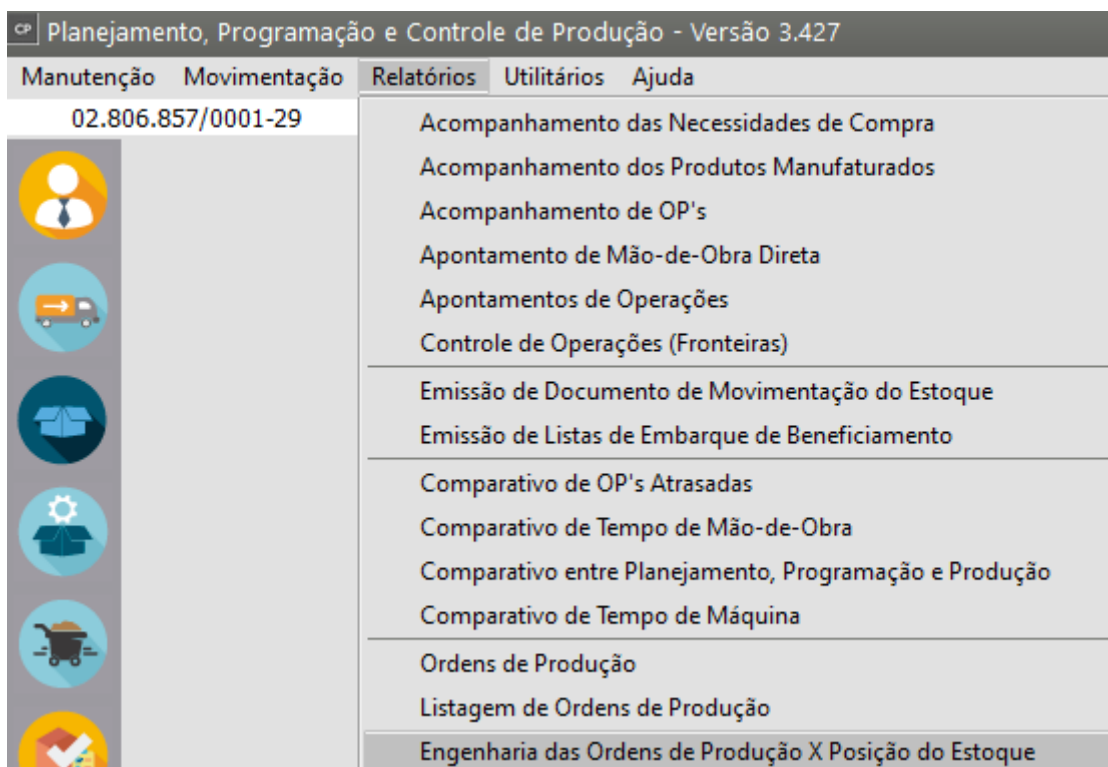 CP Planejamento, Programação e Controle de Produção - Versão 3.427
Manutenção Movimentação Relatórios Utilitários Ajuda
02.806.857/0001-29
Acompanhamento das Necessidades de Compra
Acompanhamento dos Produtos Manufaturados
Acompanhamento de OP's
Apontamento de Mão-de-Obra Direta
Apontamentos de Operações
Controle de Operações (Fronteiras)
Emissão de Documento de Movimentação do Estoque
Emissão de Listas de Embarque de Beneficiamento
Comparativo de OP's Atrasadas
Comparativo de Tempo de Mão-de-Obra
Comparativo entre Planejamento, Programação e Produção
Comparativo de Tempo de Máquina
Ordens de Produção
Listagem de Ordens de Produção
Engenharia das Ordens de Produção X Posição do Estoque